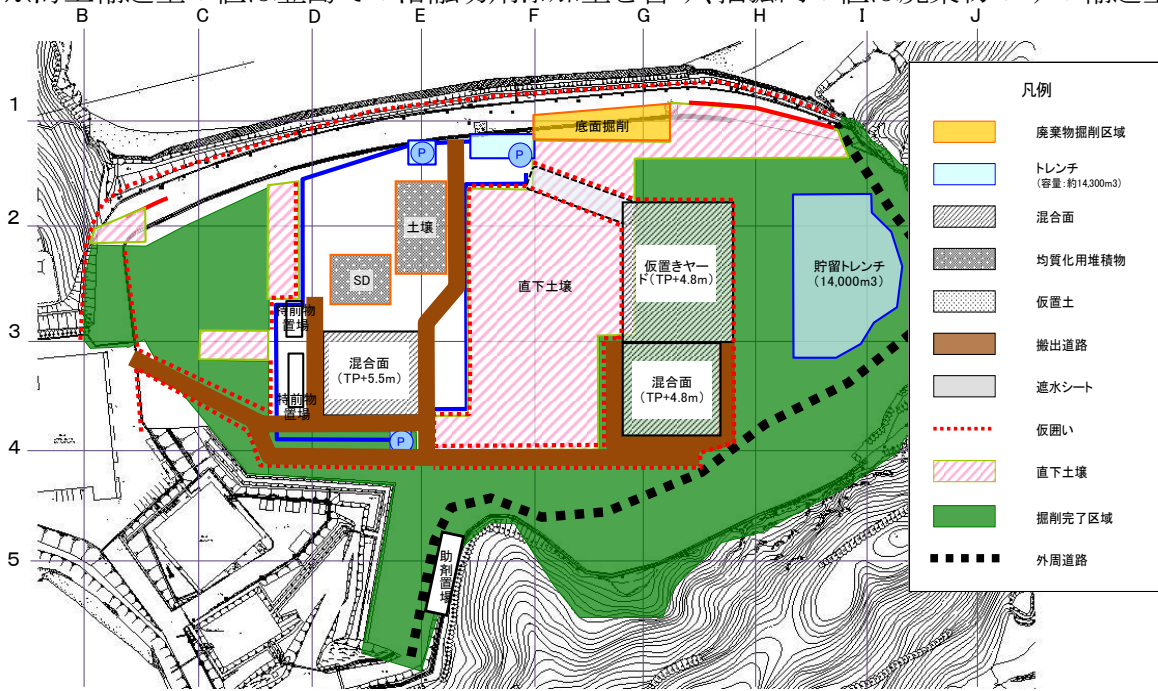 B C D E F G H I J
1
2
3
4
5
底面掘削
P
P
土壌
SD
直下土壌
仮置きヤー
ド(TP+4.8m)
貯留トレンチ
(14,000m3)
置場
混合面
(TP+5.5m)
混合面
(TP+4.8m)
置場
P
助剤置場
凡例
廃棄物掘削区域
トレンチ
(容量:約14,300m3)
混合面
均質化用堆積物
仮置土
搬出道路
遮水シート
仮囲い
直下土壌
掘削完了区域
外周道路